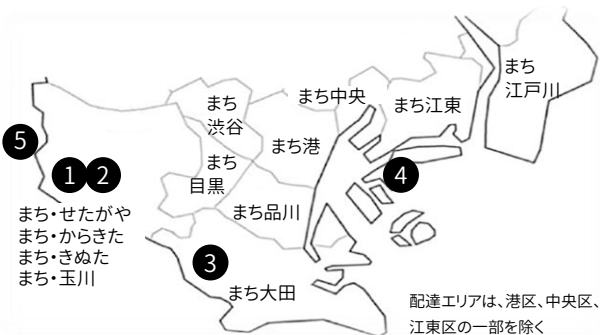 まち
江戸川
まち中央
まち江東
まち
渋谷
まち港
まち
目黒
まち品川
5
1 2
4
まち・せたがや
まち・からきた
まち・きぬた
まち・玉川
3
まち大田
配達エリアは、港区、中央区、
江東区の一部を除く